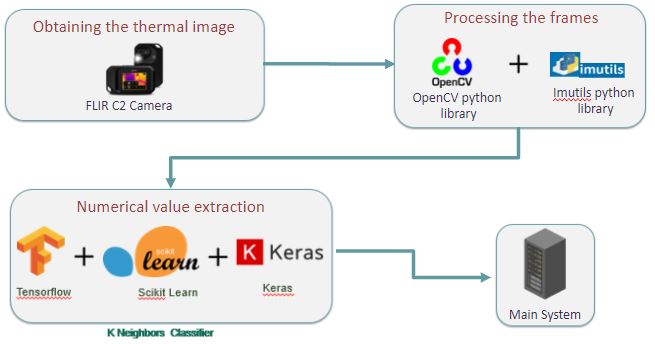 Obtaining the thermal image
FLIR C2 Camera
Processing the frames
OpenCV
+
imutils
OpenCV python
library
Imutils python
library
Numerical value extraction
+
scikit
learn
+
K Keras
Tensorflow
Scikit Learn
Keras
K Neighbors Classifier
Main System